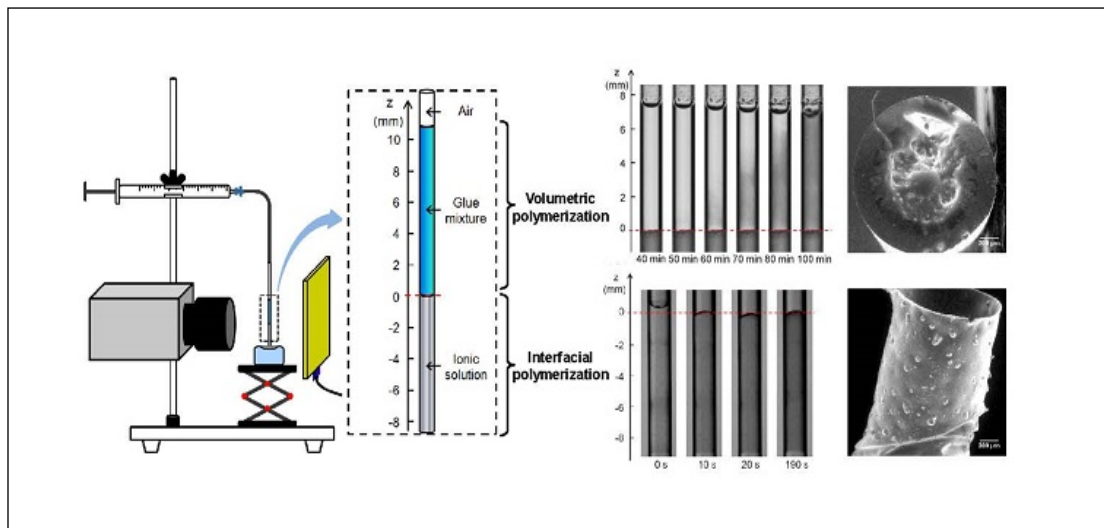 z
(mm)
10
8
6
4
2
0
-2
-4
-6
-8
Air
Glue
mixture
Ionic
solution
Volumetric
polymerization
Interfacial
polymerization
z
(mm)
8
6
4
2
0
40 min 50 min 60 min 70 min 80 min 100 min
z
(mm)
0
-2
-4
-6
-8
0 s 10 s 20 s 190 s